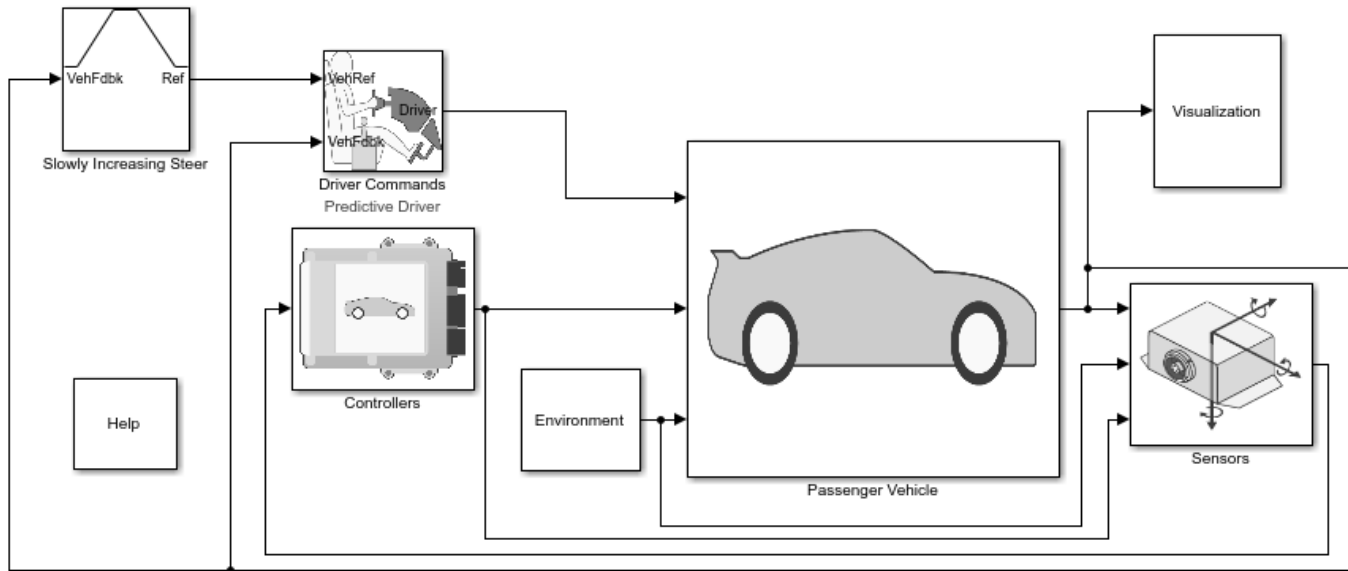 VehFdbk
Ref
Slowly Increasing Steer
VehRef
Driver
VehFdbk
Driver Commands
Predictive Driver
Visualization
Controllers
Help
Environment
Passenger Vehicle
Sensors